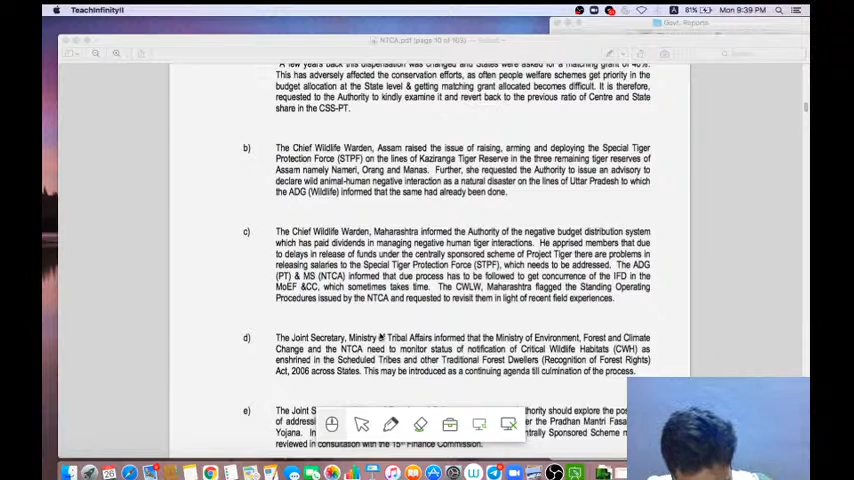 TeachInfinityII
81%
Mon 9:39 PM
Govt. Reports
NTCA.pdf (page 10 of 165)
A few years back this dispensation was changed and States were asked for a matching grant of 40%.
This has adversely affected the conservation efforts, as often people welfare schemes get priority in the
budget allocation at the State level & getting matching grant allocated becomes difficult. It is therefore,
requested to the Authority to kindly examine it and revert back to the previous ratio of Centre and State
share in the CSS-PT.
b) The Chief Wildlife Warden, Assam raised the issue of raising, arming and deploying the Special Tiger
Protection Force (STPF) on the lines of Kaziranga Tiger Reserve in the three remaining tiger reserves of
Assam namely Nameri, Orang and Manas. Further, she requested the Authority to issue an advisory to
declare wild animal-human negative interaction as a natural disaster on the lines of Uttar Pradesh to which
the ADG (Wildlife) informed that the same had already been done.
c) The Chief Wildlife Warden, Maharashtra informed the Authority of the negative budget distribution system
which has paid dividends in managing negative human tiger interactions. He apprised members that due
to delays in release of funds under the centrally sponsored scheme of Project Tiger there are problems in
releasing salaries to the Special Tiger Protection Force (STPF), which needs to be addressed. The ADG
(PT) & MS (NTCA) informed that due process has to be followed to get concurrence of the IFD in the
MoEF &CC, which sometimes takes time. The CWLW, Maharashtra flagged the Standing Operating
Procedures issued by the NTCA and requested to revisit them in light of recent field experiences.
d) The Joint Secretary, Ministry of Tribal Affairs informed that the Ministry of Environment, Forest and Climate
Change and the NTCA need to monitor status of notification of Critical Wildlife Habitats (CWH) as
enshrined in the Scheduled Tribes and other Traditional Forest Dwellers (Recognition of Forest Rights)
Act, 2006 across States. This may be introduced as a continuing agenda till culmination of the process.
e) The Joint S hority should explore the pos
of addressi er the Pradhan Mantri Fasa
Yojana. In ntrally Sponsored Scheme
reviewed in consultation with the 15th Finance Commission.